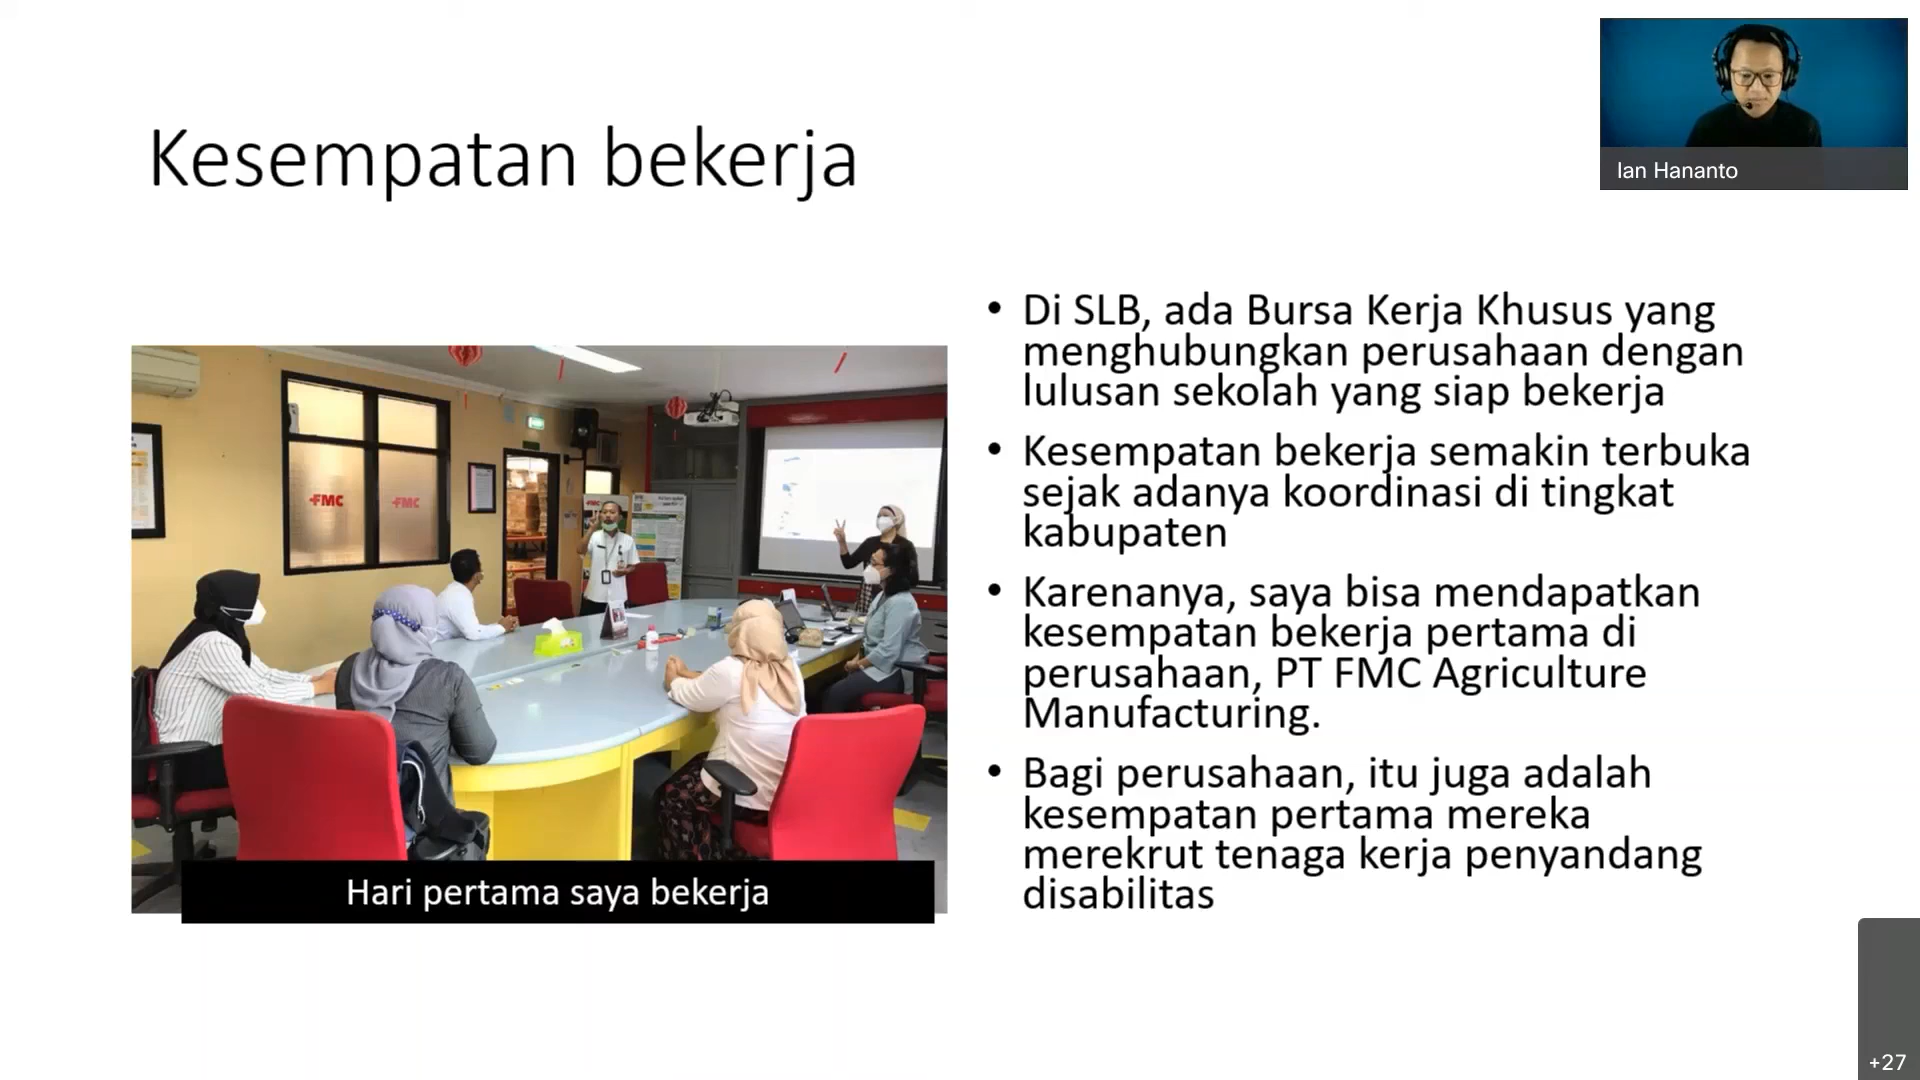 Kesempatan bekerja
Ian Hananto
• Di SLB, ada Bursa Kerja Khusus yang
menghubungkan perusahaan dengan
lulusan sekolah yang siap bekerja
• Kesempatan bekerja semakin terbuka
sejak adanya koordinasi di tingkat
kabupaten
• Karenanya, saya bisa mendapatkan
kesempatan bekerja pertama di
perusahaan, PT FMC Agriculture
Manufacturing.
• Bagi perusahaan, itu juga adalah
kesempatan pertama mereka
merekrut tenaga kerja penyandang
disabilitas
FMC
FMC
FMC
Hari pertama saya bekerja
+27